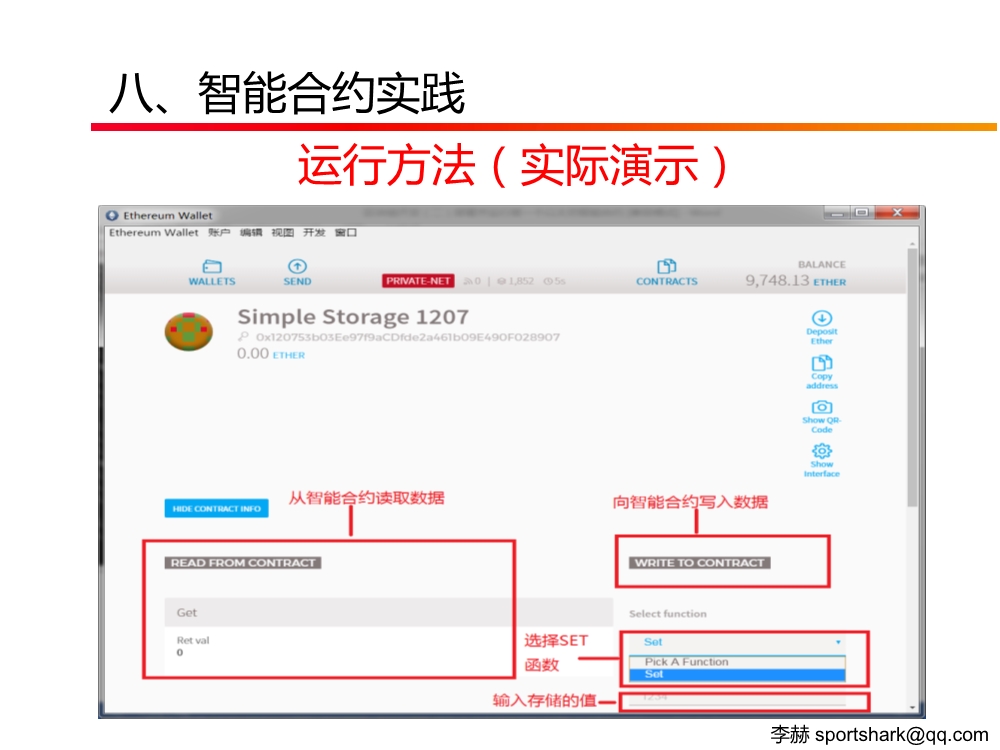 八、智能合约实践
运行方法（实际演示）
Ethereum Wallet
Ethereum Wallet 账户 编辑 视图 开发 窗口
WALLETS SEND PRIVATE-NET 0 | 1,852 5s CONTRACTS
BALANCE
9,748.13 ETHER
Simple Storage 1207
0x120753b03Ee97f9aCDfde2a461b09E490F028907
0.00 ETHER
Deposit
Ether
Copy
address
Show QR-
Code
Show
Interface
HIDE CONTRACT INFO
从智能合约读取数据
向智能合约写入数据
READ FROM CONTRACT
WRITE TO CONTRACT
Get
Select function
Ret val
0
选择SET
函数
Set
Pick A Function
Set
输入存储的值
1234
李赫 sportshark@qq.com